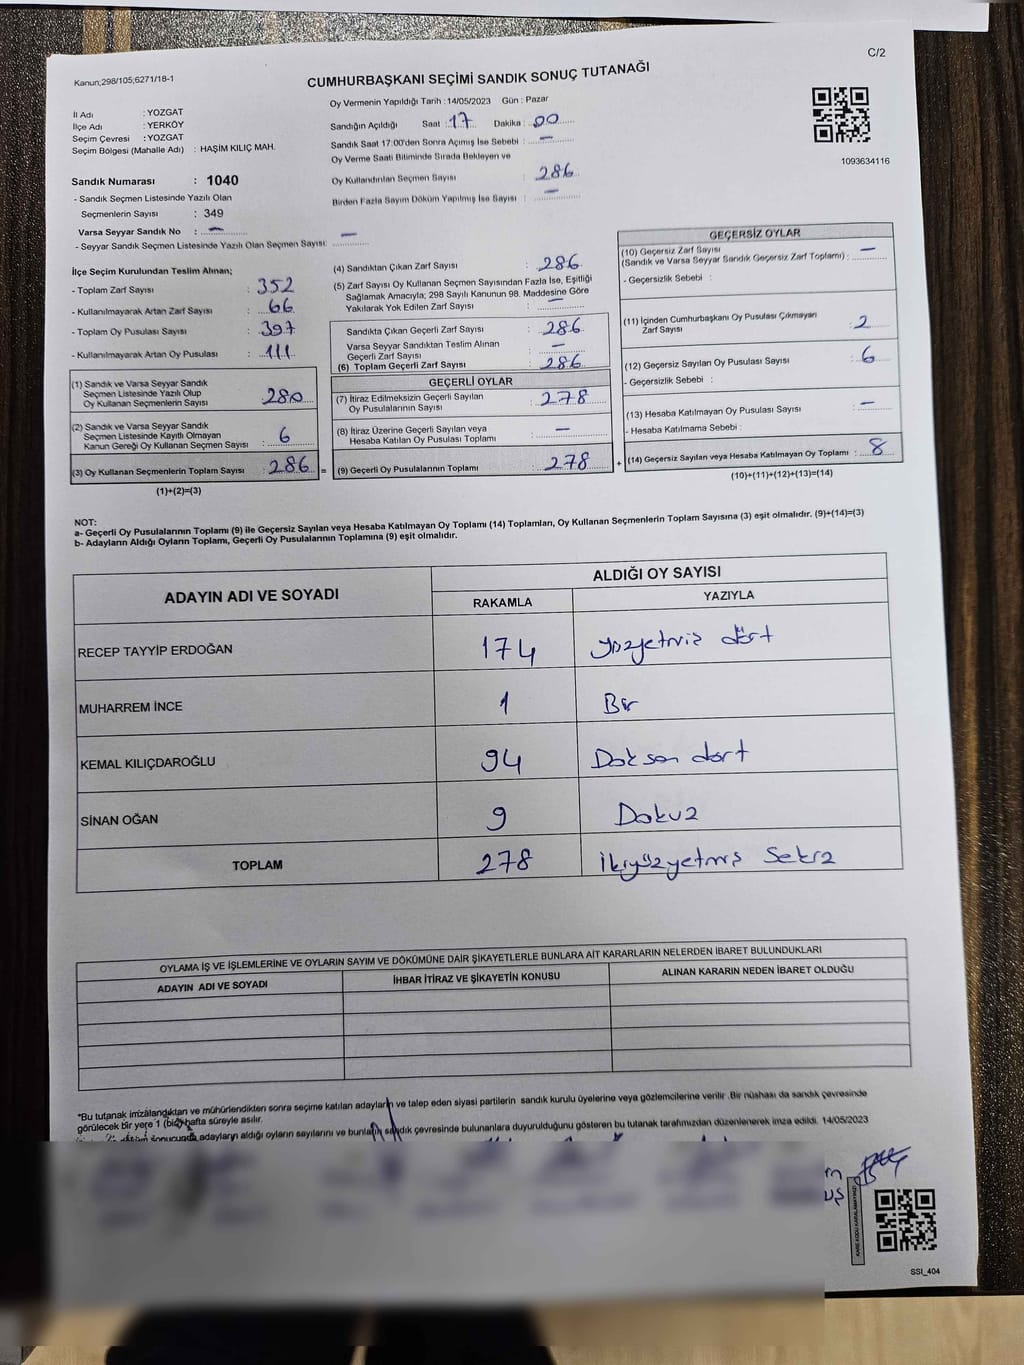 C/2
Kanun;298/105;6271/18-1
CUMHURBAŞKANI SEÇİMİ SANDIK SONUÇ TUTANAĞI
İl Adı : YOZGAT
İlçe Adı : YERKÖY
Seçim Çevresi : YOZGAT
Seçim Bölgesi (Mahalle Adı) : HAŞİM KILIÇ MAH.
Sandık Numarası : 1040
- Sandık Seçmen Listesinde Yazılı Olan
Seçmenlerin Sayısı : 349
Varsa Seyyar Sandık No : –
- Seyyar Sandık Seçmen Listesinde Yazılı Olan Seçmen Sayısı: –
Oy Vermenin Yapıldığı Tarih : 14/05/2023 Gün : Pazar
Sandığın Açıldığı Saat : 17 Dakika : 00
Sandık Saat 17:00'den Sonra Açımış İse Sebebi : –
Oy Verme Saati Bitiminde Sırada Bekleyen ve
Oy Kullandırılan Seçmen Sayısı : 286
Birden Fazla Sayım Döküm Yapılmış İse Sayısı : –
1093634116
İlçe Seçim Kurulundan Teslim Alınan;
- Toplam Zarf Sayısı : 352
- Kullanılmayarak Artan Zarf Sayısı : 66
- Toplam Oy Pusulası Sayısı : 397
- Kullanılmayarak Artan Oy Pusulası : 111
(1) Sandık ve Varsa Seyyar Sandık
Seçmen Listesinde Yazılı Olup
Oy Kullanan Seçmenlerin Sayısı : 280
(2) Sandık ve Varsa Seyyar Sandık
Seçmen Listesinde Kayıtlı Olmayan
Kanun Gereği Oy Kullanan Seçmen Sayısı : 6
(3) Oy Kullanan Seçmenlerin Toplam Sayısı : 286 =
(1)+(2)=(3)
(4) Sandıktan Çıkan Zarf Sayısı : 286
(5) Zarf Sayısı Oy Kullanan Seçmen Sayısından Fazla İse, Eşitliği
Sağlamak Amacıyla; 298 Sayılı Kanunun 98. Maddesine Göre
Yakılarak Yok Edilen Zarf Sayısı : –
Sandıkta Çıkan Geçerli Zarf Sayısı : 286
Varsa Seyyar Sandıktan Teslim Alınan
Geçerli Zarf Sayısı : –
(6) Toplam Geçerli Zarf Sayısı : 286
GEÇERLİ OYLAR
(7) İtiraz Edilmeksizin Geçerli Sayılan
Oy Pusulalarının Sayısı : 278
(8) İtiraz Üzerine Geçerli Sayılan veya
Hesaba Katılan Oy Pusulası Toplamı : –
(9) Geçerli Oy Pusulalarının Toplamı : 278 +
GEÇERSİZ OYLAR
(10) Geçersiz Zarf Sayısı
(Sandık ve Varsa Seyyar Sandık Geçersiz Zarf Toplamı) : –
- Geçersizlik Sebebi :
(11) İçinden Cumhurbaşkanı Oy Pusulası Çıkmayan
Zarf Sayısı : 2
(12) Geçersiz Sayılan Oy Pusulası Sayısı : 6
- Geçersizlik Sebebi :
(13) Hesaba Katılmayan Oy Pusulası Sayısı : –
- Hesaba Katılmama Sebebi :
(14) Geçersiz Sayılan veya Hesaba Katılmayan Oy Toplamı : 8
(10)+(11)+(12)+(13)=(14)
NOT:
a- Geçerli Oy Pusulalarının Toplamı (9) ile Geçersiz Sayılan veya Hesaba Katılmayan Oy Toplamı (14) Toplamları, Oy Kullanan Seçmenlerin Toplam Sayısına (3) eşit olmalıdır. (9)+(14)=(3)
b- Adayların Aldığı Oyların Toplamı, Geçerli Oy Pusulalarının Toplamına (9) eşit olmalıdır.
ADAYIN ADI VE SOYADI
ALDIĞI OY SAYISI
RAKAMLA YAZIYLA
RECEP TAYYİP ERDOĞAN 174 yüzyetmiş dört
MUHARREM İNCE 1 Bir
KEMAL KILIÇDAROĞLU 94 Doksan dört
SİNAN OĞAN 9 Dokuz
TOPLAM 278 ikiyüzyetmiş Sekiz
OYLAMA İŞ VE İŞLEMLERİNE VE OYLARIN SAYIM VE DÖKÜMÜNE DAİR ŞİKAYETLERLE BUNLARA AİT KARARLARIN NELERDEN İBARET BULUNDUKLARI
ADAYIN ADI VE SOYADI İHBAR İTİRAZ VE ŞİKAYETİN KONUSU ALINAN KARARIN NEDEN İBARET OLDUĞU
*Bu tutanak imzalandıktan ve mühürlendikten sonra seçime katılan adayların ve talep eden siyasi partilerin sandık kurulu üyelerine veya gözlemcilerine verilir .Bir nüshası da sandık çevresinde
görülecek bir yere 1 (bir) hafta süreyle asılır.
sonucunda adayların aldığı oyların sayılarını ve bunların sandık çevresinde bulunanlara duyurulduğunu gösteren bu tutanak tarafımızdan düzenlenerek imza edildi. 14/05/2023
SSI_404